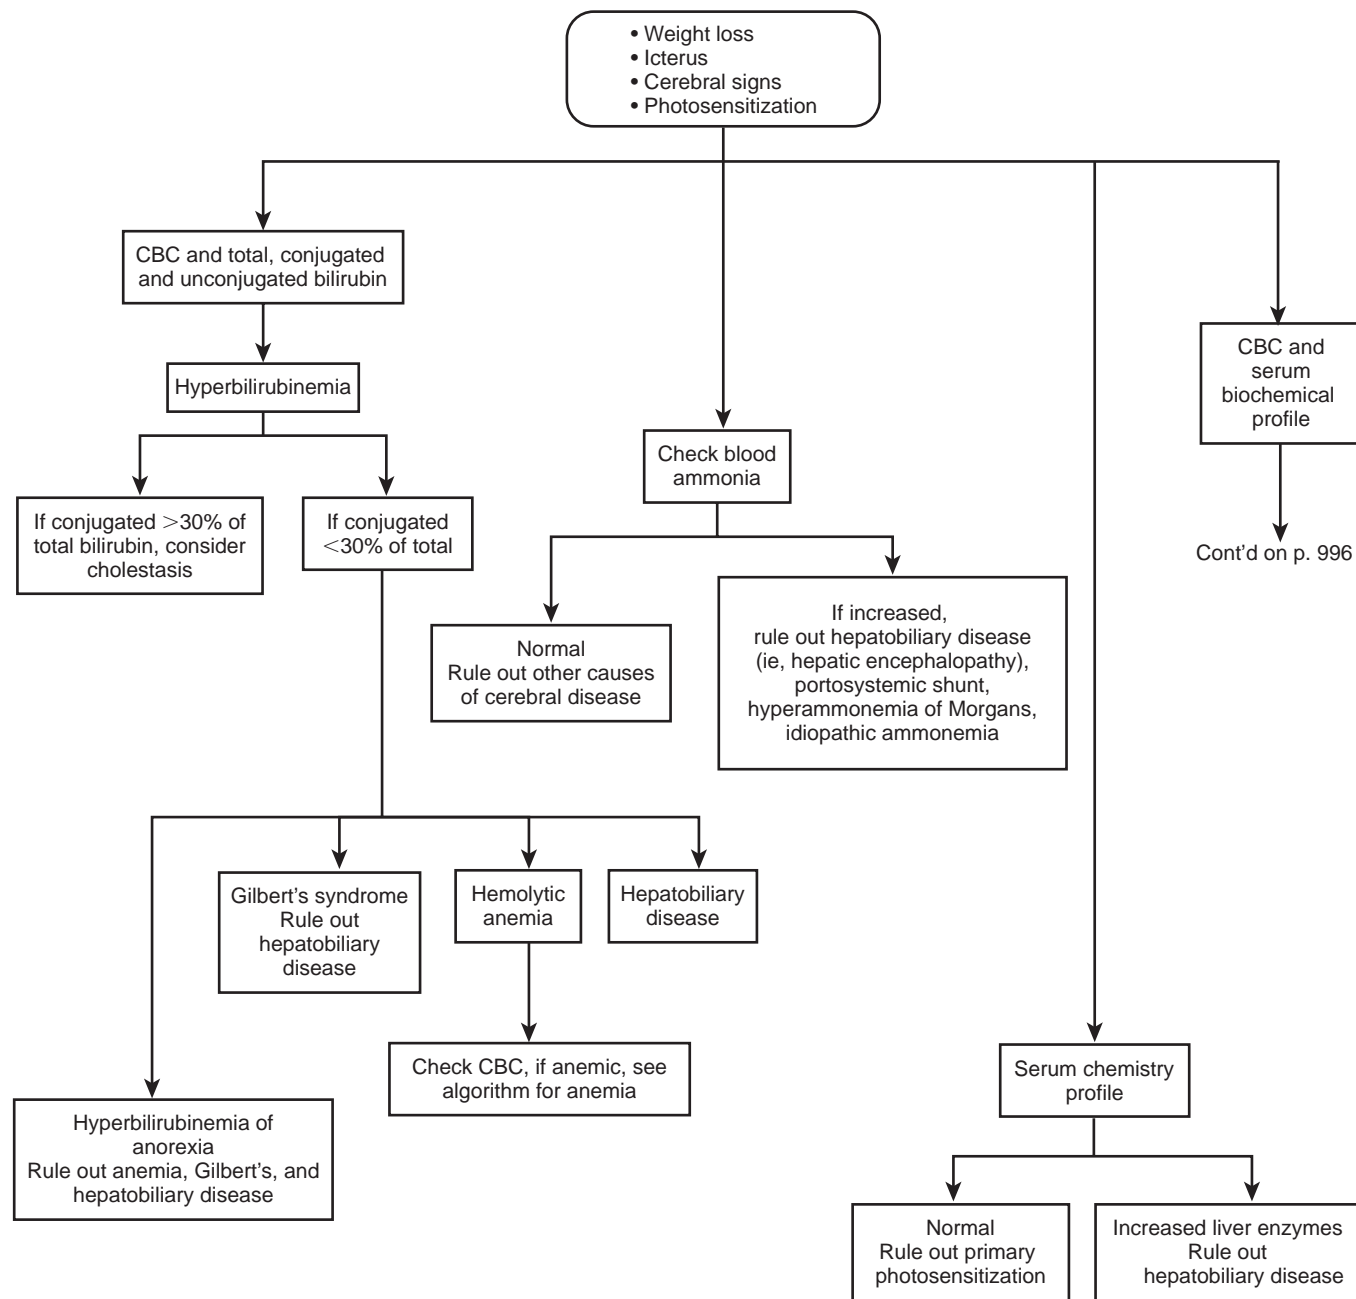 • Weight loss
• Icterus
• Cerebral signs
• Photosensitization
CBC and total, conjugated
and unconjugated bilirubin
Hyperbilirubinemia
If conjugated >30% of
total bilirubin, consider
cholestasis
If conjugated
<30% of total
Check blood
ammonia
CBC and
serum
biochemical
profile
Cont'd on p. 996
Normal
Rule out other causes
of cerebral disease
If increased,
rule out hepatobiliary disease
(ie, hepatic encephalopathy),
portosystemic shunt,
hyperammonemia of Morgans,
idiopathic ammonemia
Gilbert's syndrome
Rule out
hepatobiliary
disease
Hemolytic
anemia
Hepatobiliary
disease
Check CBC, if anemic, see
algorithm for anemia
Hyperbilirubinemia of
anorexia
Rule out anemia, Gilbert's, and
hepatobiliary disease
Serum chemistry
profile
Normal
Rule out primary
photosensitization
Increased liver enzymes
Rule out
hepatobiliary disease